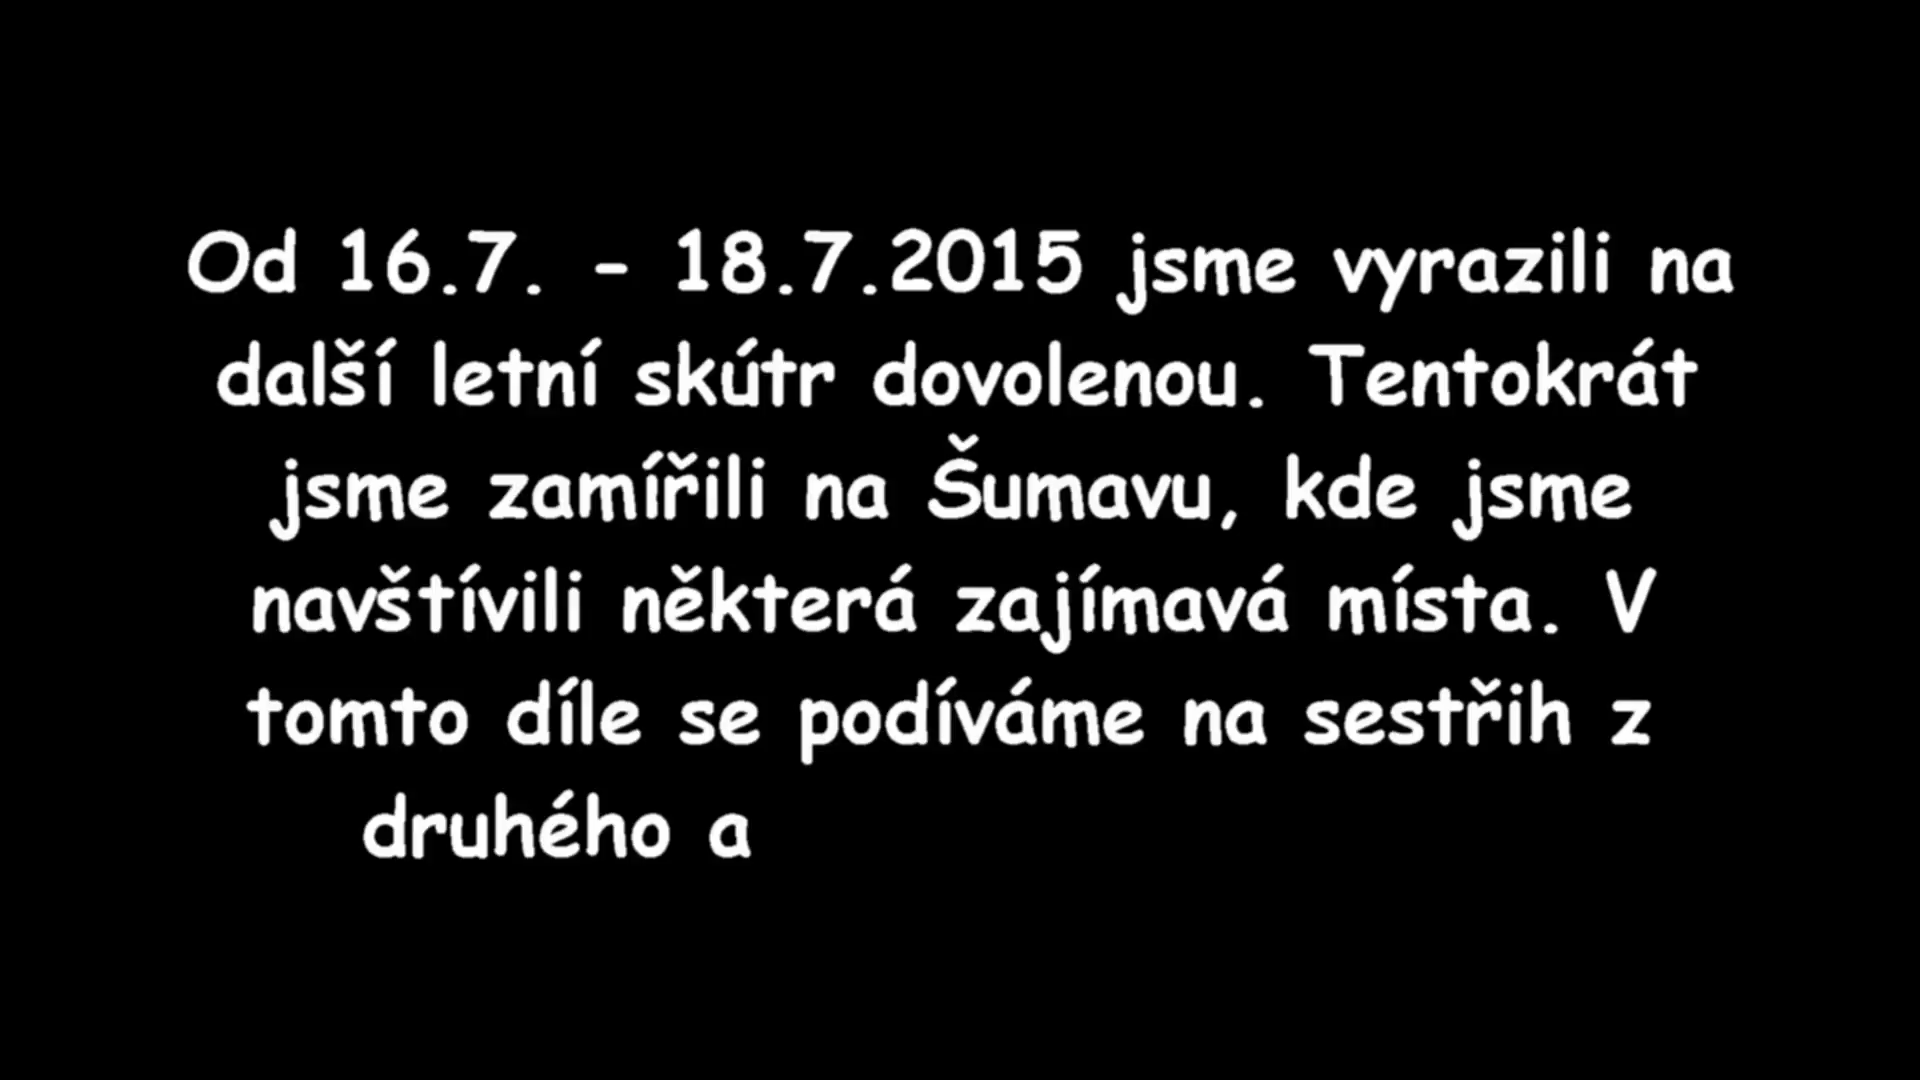 Od 16.7. - 18.7.2015 jsme vyrazili na
další letní skútr dovolenou. Tentokrát
jsme zamířili na Šumavu, kde jsme
navštívili některá zajímavá místa. V
tomto díle se podíváme na sestřih z
druhého a